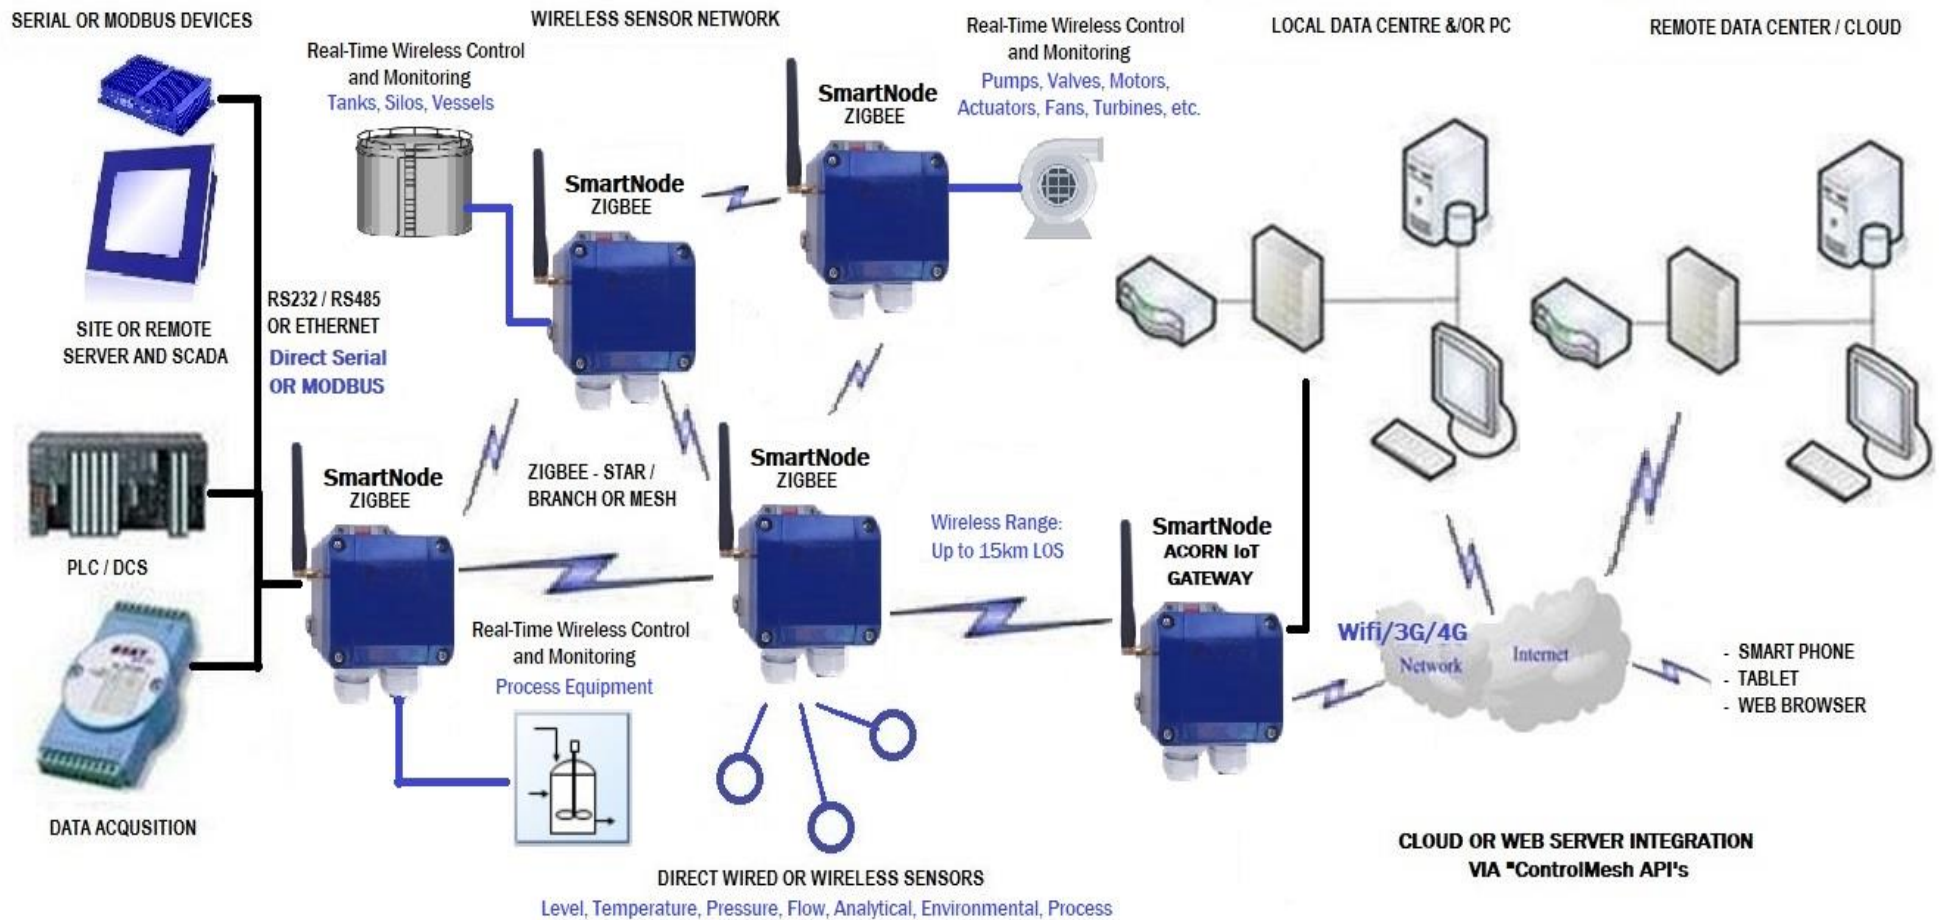 SERIAL OR MODBUS DEVICES
WIRELESS SENSOR NETWORK
LOCAL DATA CENTRE &/OR PC
REMOTE DATA CENTER / CLOUD
Real-Time Wireless Control
and Monitoring
Tanks, Silos, Vessels
Real-Time Wireless Control
and Monitoring
Pumps, Valves, Motors,
Actuators, Fans, Turbines, etc.
SmartNode
ZIGBEE
SmartNode
ZIGBEE
SITE OR REMOTE
SERVER AND SCADA
RS232 / RS485
OR ETHERNET
Direct Serial
OR MODBUS
SmartNode
ZIGBEE
ZIGBEE - STAR /
BRANCH OR MESH
SmartNode
ZIGBEE
Wireless Range:
Up to 15km LOS
SmartNode
ACORN IoT
GATEWAY
PLC / DCS
Real-Time Wireless Control
and Monitoring
Process Equipment
Wifi/3G/4G
Network
Internet
- SMART PHONE
- TABLET
- WEB BROWSER
DATA ACQUSITION
CLOUD OR WEB SERVER INTEGRATION
VIA "ControlMesh API's
DIRECT WIRED OR WIRELESS SENSORS
Level, Temperature, Pressure, Flow, Analytical, Environmental, Process